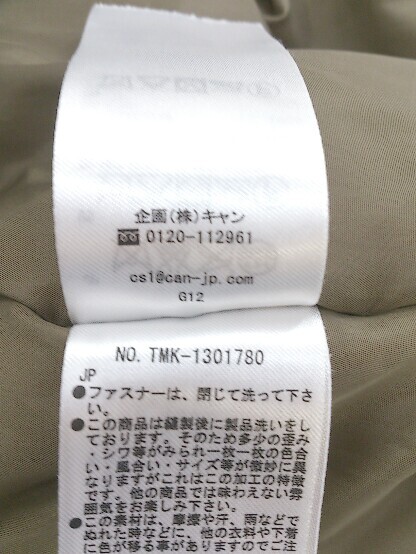 企画(株)キャン
0120-112961
cs1@can-jp.com
G12
NO. TMK-1301780
JP
●ファスナーは、閉じて洗って下さ
い。
●この商品は縫製後に製品洗いをし
ております。そのため多少の歪み
・シワ等がみられ一枚一枚の色合
い・風合い・サイズ等が微妙に異
なりますがこれはこの加工の特徴
です。他の商品では味わえない雰
囲気をお楽しみ下さい。
●この素材は、摩擦や汗、雨などで
ぬれた時などに、他の衣料や下着
に色が移る事がありますのでご注